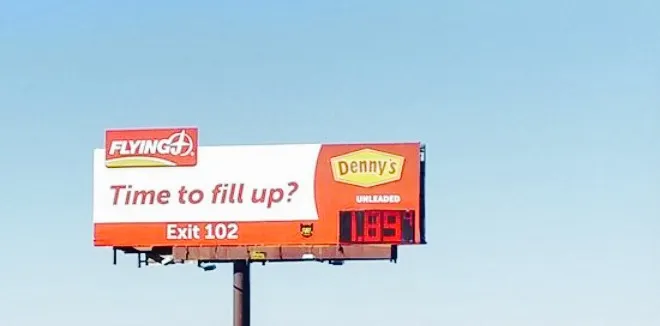 FLYING J
Time to fill up?
Exit 102
Denny's
UNLEADED
1.89